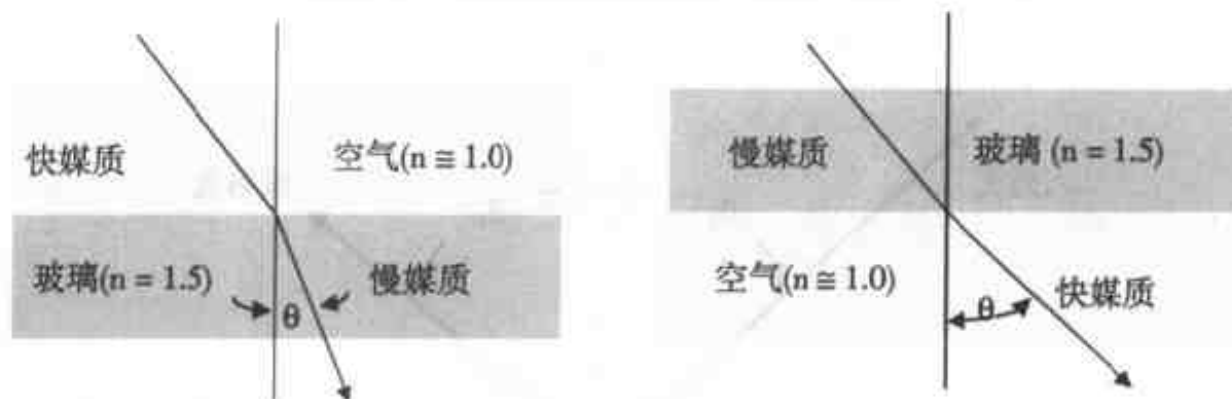 快媒质
空气(n ≅ 1.0)
玻璃(n = 1.5)
θ
慢媒质
慢媒质
玻璃 (n = 1.5)
空气(n ≅ 1.0)
θ
快媒质